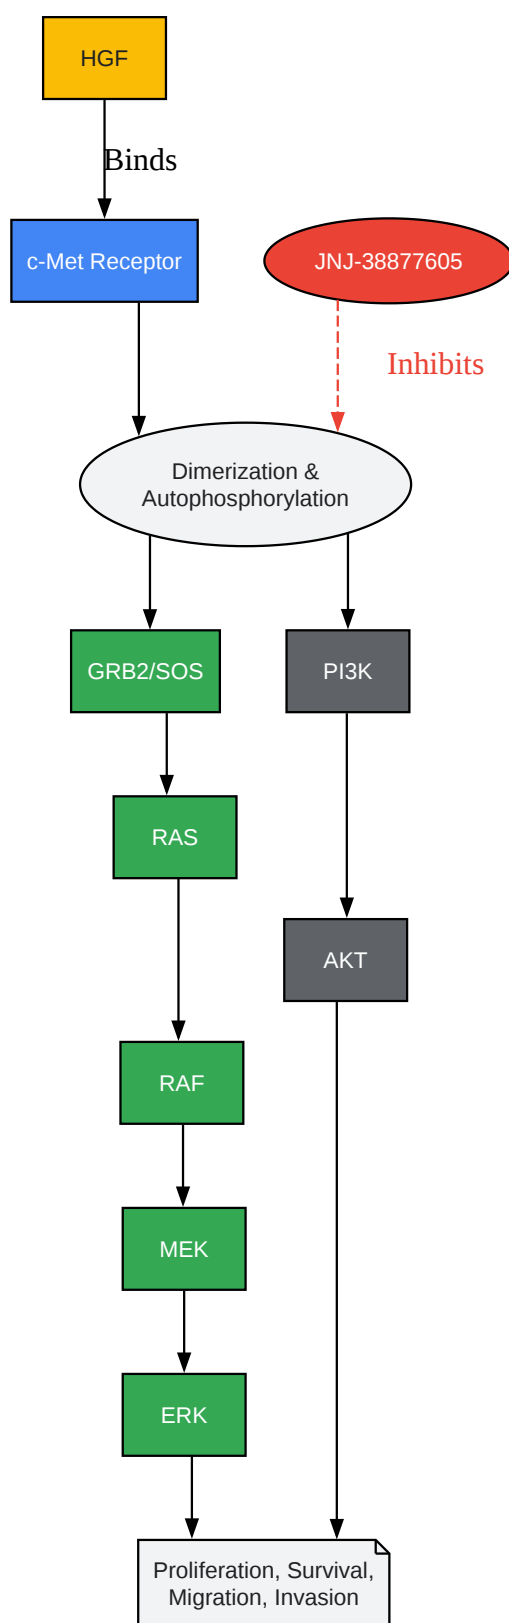 HGF
Binds
c-Met Receptor
JNJ-38877605
Inhibits
Dimerization &
Autophosphorylation
GRB2/SOS
PI3K
RAS
AKT
RAF
MEK
ERK
Proliferation, Survival,
Migration, Invasion